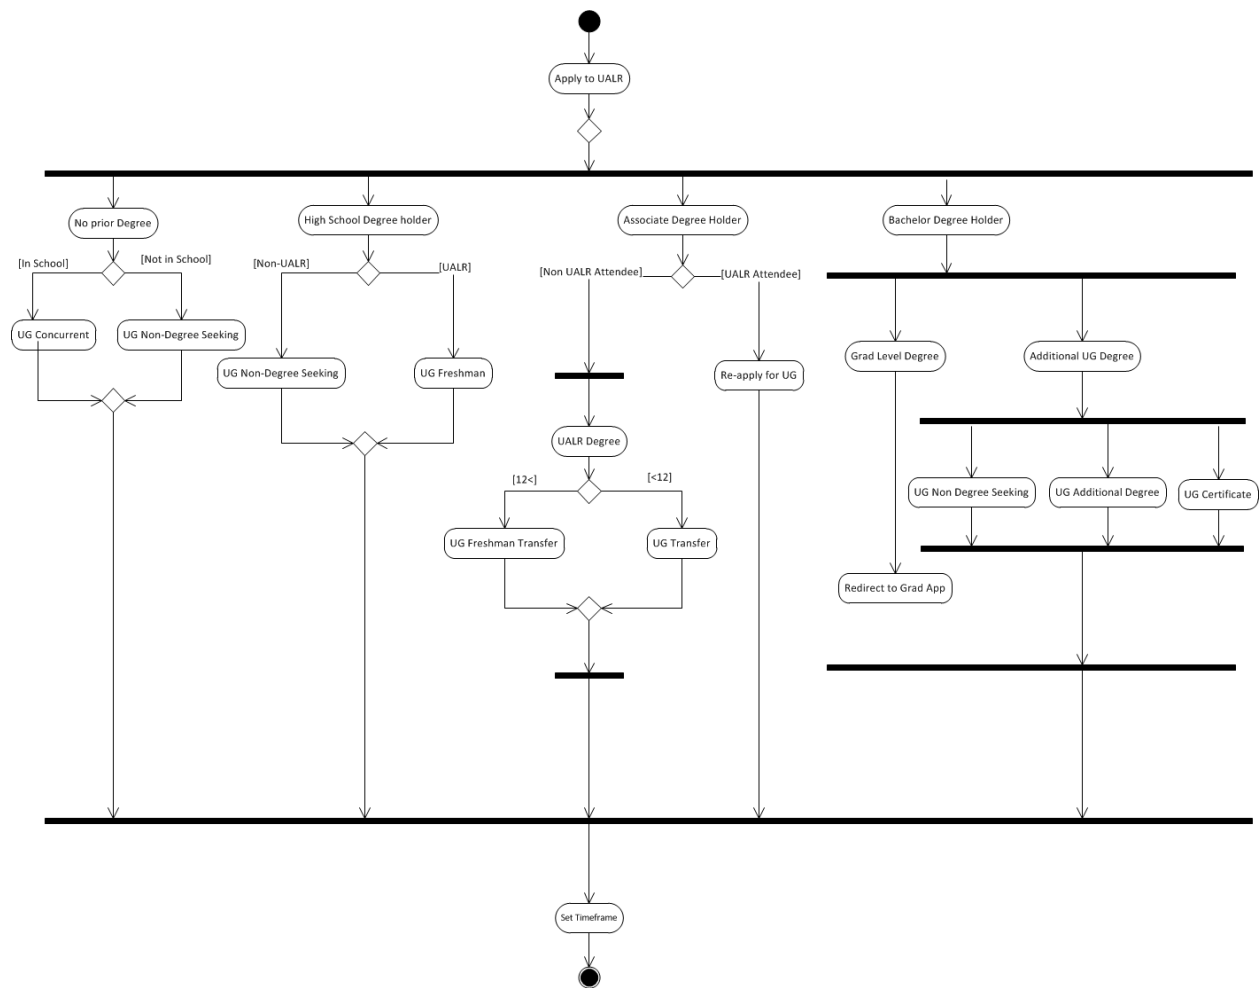 Apply to UALR
No prior Degree
High School Degree holder
Associate Degree Holder
Bachelor Degree Holder
[In School]
[Not in School]
[Non-UALR]
[UALR]
[Non UALR Attendee]
[UALR Attendee]
UG Concurrent
UG Non-Degree Seeking
UG Non-Degree Seeking
UG Freshman
Re-apply for UG
Grad Level Degree
Additional UG Degree
UALR Degree
[12<]
[<12]
UG Freshman Transfer
UG Transfer
UG Non Degree Seeking
UG Additional Degree
UG Certificate
Redirect to Grad App
Set Timeframe